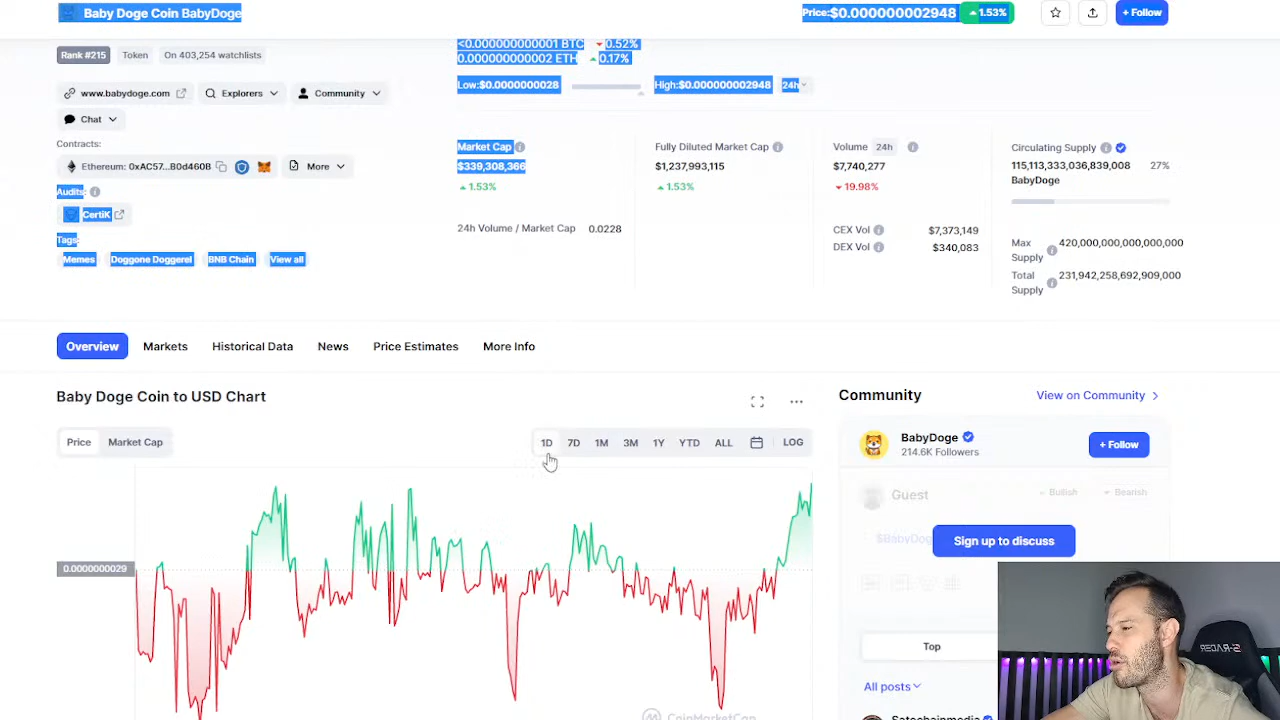 Baby Doge Coin BabyDoge
Price: $0.000000002948 1.53%
+ Follow
Rank #215 Token On 403,254 watchlists
<0.000000000001 BTC 0.52%
0.000000000002 ETH 0.17%
Low: $0.0000000028 High: $0.000000002948 24h
www.babydoge.com Explorers Community
Chat
Contracts:
Ethereum: 0xAC57...B0d4608 More
Audits:
CertiK
Tags
Memes Doggone Doggerel BNB Chain View all
Market Cap
$339,308,366
1.53%
24h Volume / Market Cap 0.0228
Fully Diluted Market Cap
$1,237,993,115
1.53%
Volume 24h
$7,740,277
19.98%
CEX Vol $7,373,149
DEX Vol $340,083
Circulating Supply
115,113,333,036,839,008 27%
BabyDoge
Max Supply 420,000,000,000,000,000
Total Supply 231,942,258,692,909,000
Overview Markets Historical Data News Price Estimates More Info
Baby Doge Coin to USD Chart
Price Market Cap
1D 7D 1M 3M 1Y YTD ALL LOG
0.0000000029
CoinMarketCap
Community View on Community
BabyDoge
214.6K Followers
+ Follow
Guest Bullish Bearish
$BabyDog
Sign up to discuss
Top
All posts
Satochainmedia